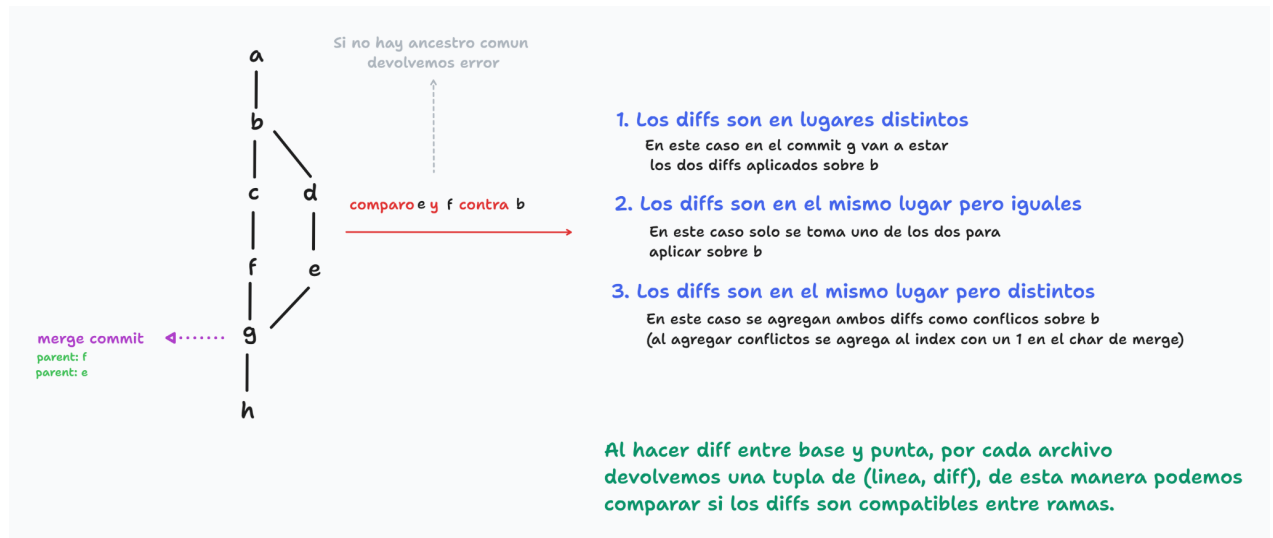 a
b
c
d
f
e
g
h
merge commit
parent: f
parent: e
Si no hay ancestro comun
devolvemos error
comparo e y f contra b
1. Los diffs son en lugares distintos
En este caso en el commit g van a estar
los dos diffs aplicados sobre b
2. Los diffs son en el mismo lugar pero iguales
En este caso solo se toma uno de los dos para
aplicar sobre b
3. Los diffs son en el mismo lugar pero distintos
En este caso se agregan ambos diffs como conflicos sobre b
(al agregar conflictos se agrega al index con un 1 en el char de merge)
Al hacer diff entre base y punta, por cada archivo
devolvemos una tupla de (linea, diff), de esta manera podemos
comparar si los diffs son compatibles entre ramas.